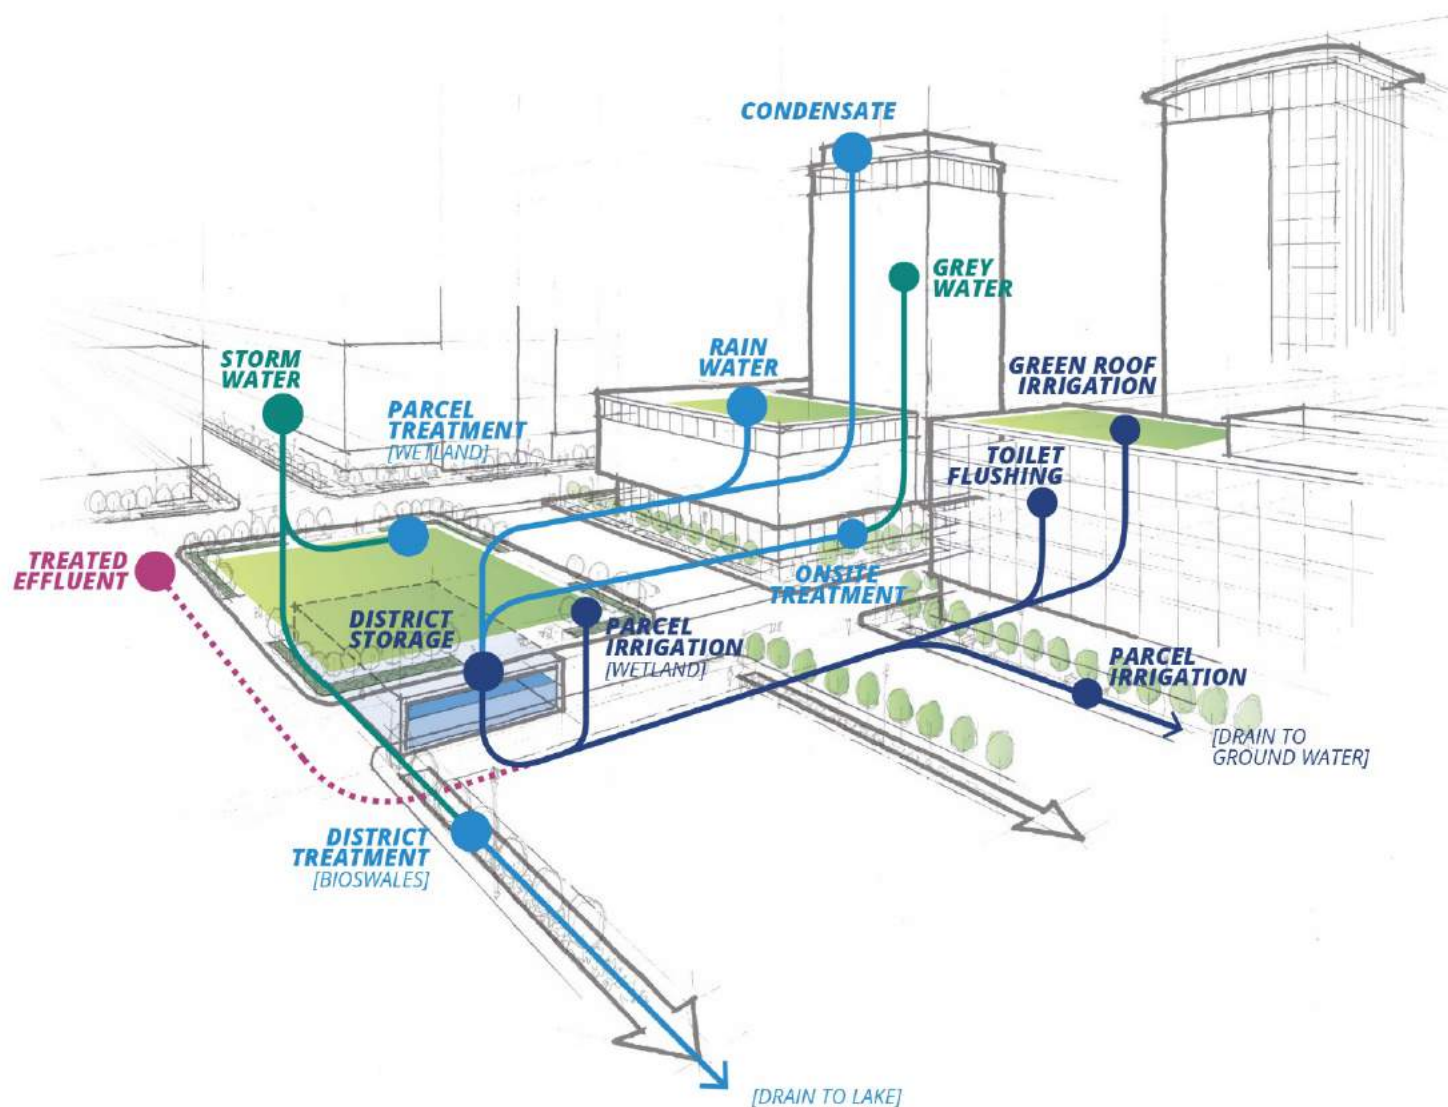 CONDENSATE
GREY
WATER
STORM
WATER
RAIN
WATER
GREEN ROOF
IRRIGATION
PARCEL
TREATMENT
[WETLAND]
TOILET
FLUSHING
TREATED
EFFLUENT
ONSITE
TREATMENT
DISTRICT
STORAGE
PARCEL
IRRIGATION
[WETLAND]
PARCEL
IRRIGATION
[DRAIN TO
GROUND WATER]
DISTRICT
TREATMENT
[BIOSWALES]
[DRAIN TO LAKE]